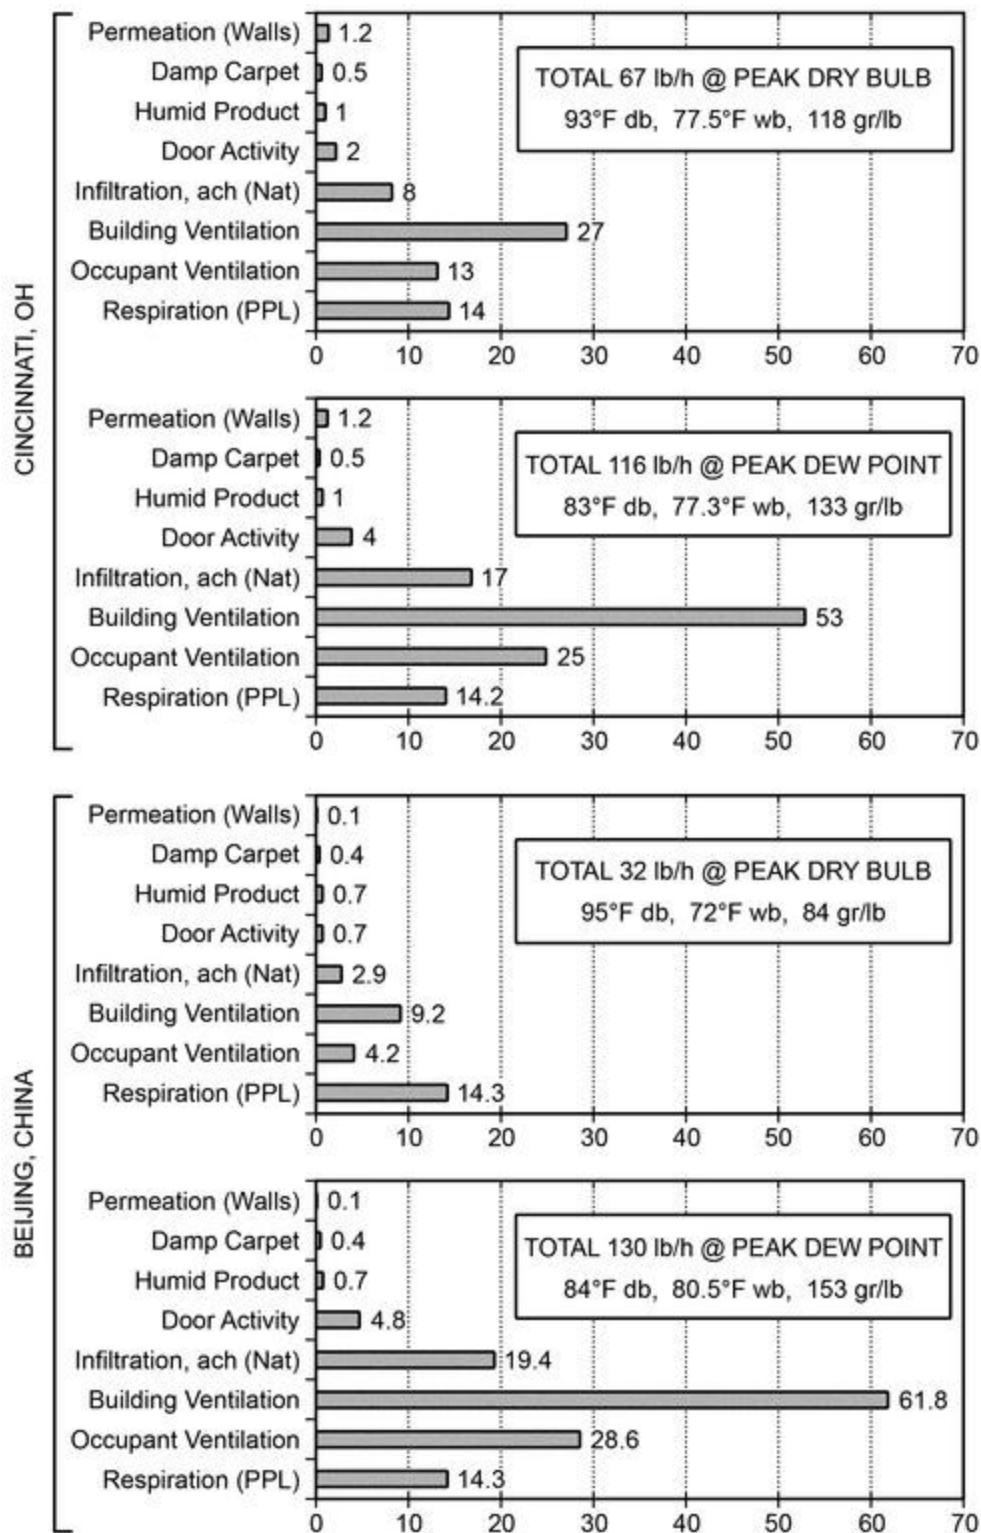 CINCINNATI, OH
Permeation (Walls) 1.2
Damp Carpet 0.5
Humid Product 1
Door Activity 2
Infiltration, ach (Nat) 8
Building Ventilation 27
Occupant Ventilation 13
Respiration (PPL) 14
TOTAL 67 lb/h @ PEAK DRY BULB
93°F db, 77.5°F wb, 118 gr/lb
0 10 20 30 40 50 60 70
Permeation (Walls) 1.2
Damp Carpet 0.5
Humid Product 1
Door Activity 4
Infiltration, ach (Nat) 17
Building Ventilation 53
Occupant Ventilation 25
Respiration (PPL) 14.2
TOTAL 116 lb/h @ PEAK DEW POINT
83°F db, 77.3°F wb, 133 gr/lb
0 10 20 30 40 50 60 70
BEIJING, CHINA
Permeation (Walls) 0.1
Damp Carpet 0.4
Humid Product 0.7
Door Activity 0.7
Infiltration, ach (Nat) 2.9
Building Ventilation 9.2
Occupant Ventilation 4.2
Respiration (PPL) 14.3
TOTAL 32 lb/h @ PEAK DRY BULB
95°F db, 72°F wb, 84 gr/lb
0 10 20 30 40 50 60 70
Permeation (Walls) 0.1
Damp Carpet 0.4
Humid Product 0.7
Door Activity 4.8
Infiltration, ach (Nat) 19.4
Building Ventilation 61.8
Occupant Ventilation 28.6
Respiration (PPL) 14.3
TOTAL 130 lb/h @ PEAK DEW POINT
84°F db, 80.5°F wb, 153 gr/lb
0 10 20 30 40 50 60 70